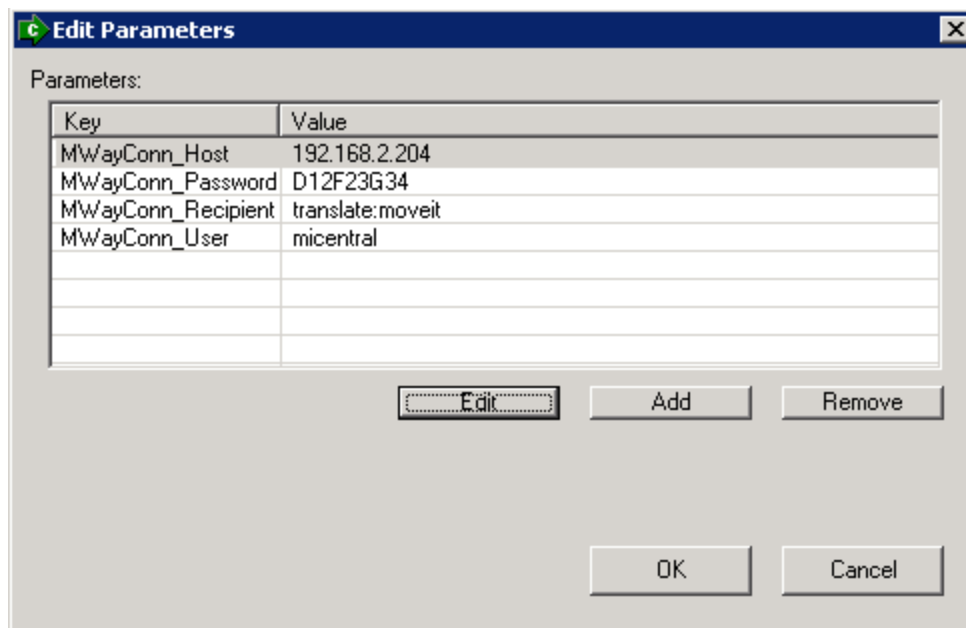 C Edit Parameters
Parameters:
Key Value
MWayConn_Host 192.168.2.204
MWayConn_Password D12F23G34
MWayConn_Recipient translate:moveit
MWayConn_User micentral
Edit Add Remove
OK Cancel